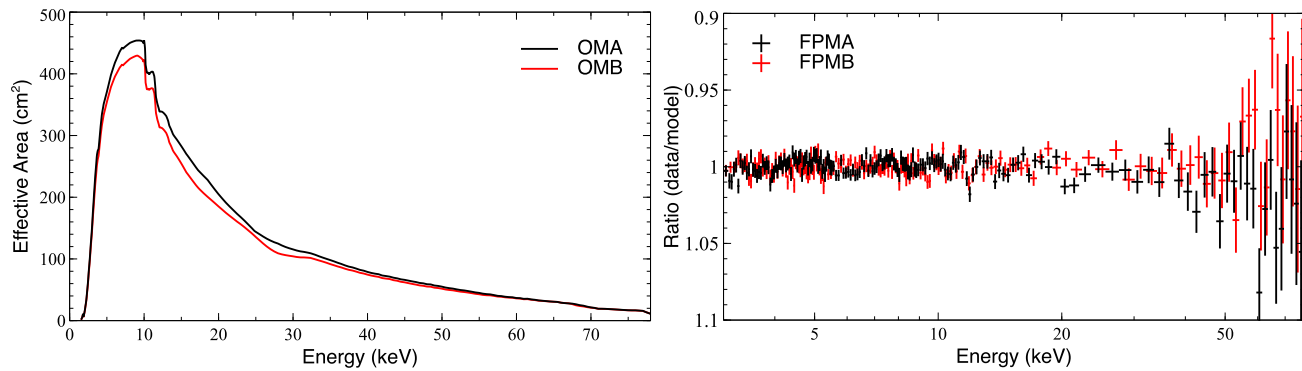 500
400
300
200
100
0
Effective Area (cm²)
OMA
OMB
0 10 20 30 40 50 60 70
Energy (keV)
0.9
0.95
1
1.05
1.1
Ratio (data/model)
FPMA
FPMB
5 10 20 50
Energy (keV)